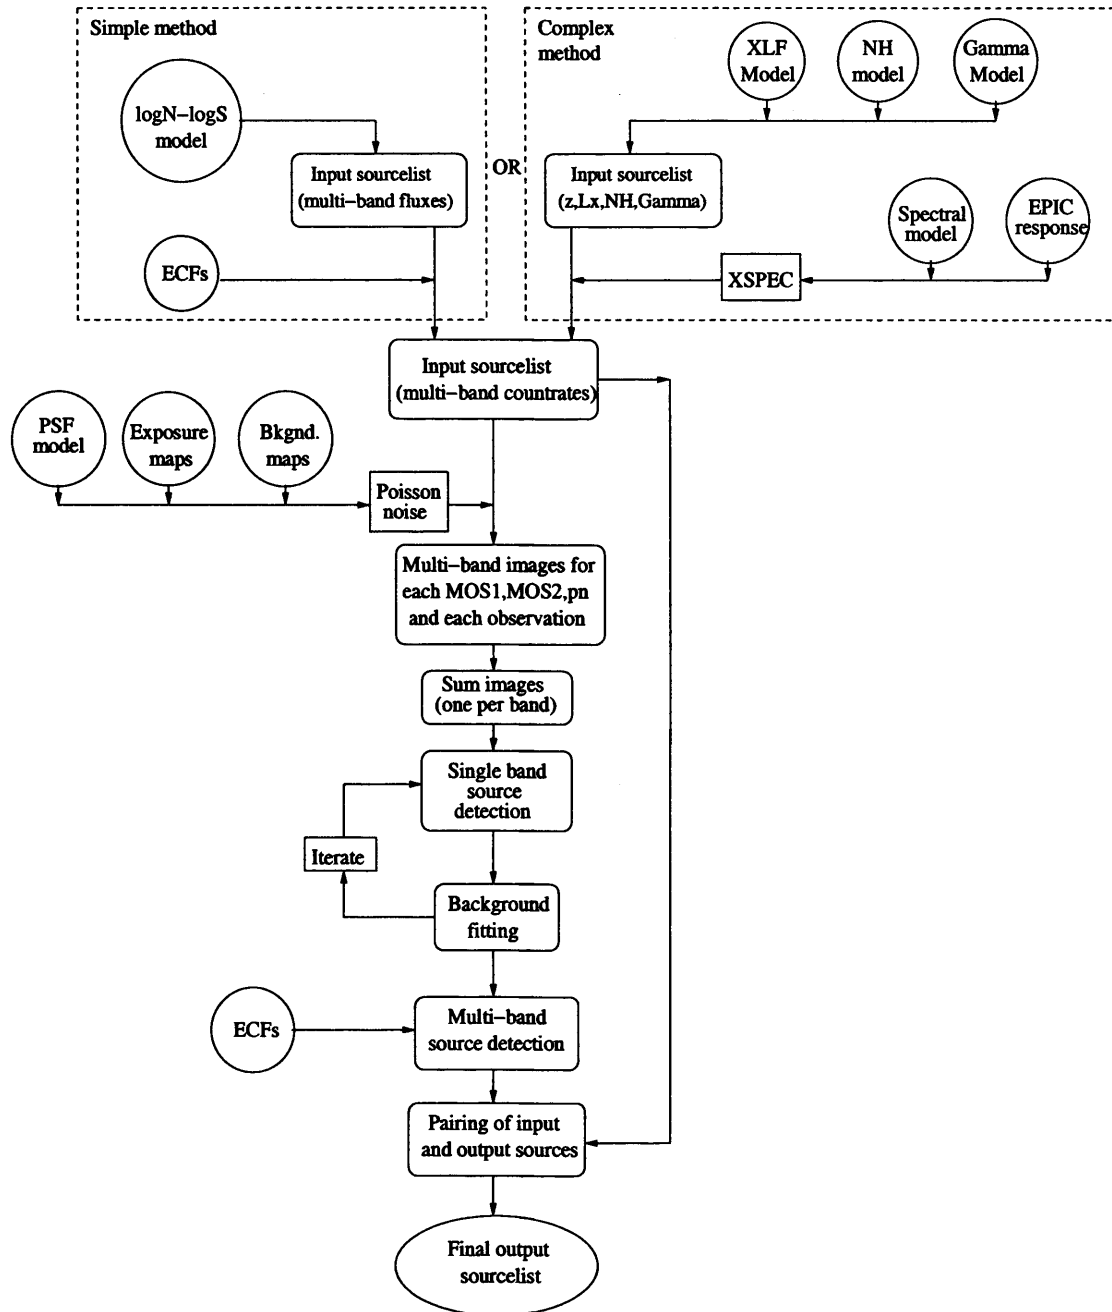 Simple method
logN−logS
model
Input sourcelist
(multi−band fluxes)
ECFs
OR
Complex
method
XLF
Model
NH
model
Gamma
Model
Input sourcelist
(z,Lx,NH,Gamma)
Spectral
model
EPIC
response
XSPEC
Input sourcelist
(multi−band countrates)
PSF
model
Exposure
maps
Bkgnd.
maps
Poisson
noise
Multi−band images for
each MOS1,MOS2,pn
and each observation
Sum images
(one per band)
Single band
source
detection
Iterate
Background
fitting
ECFs
Multi−band
source detection
Pairing of input
and output sources
Final output
sourcelist